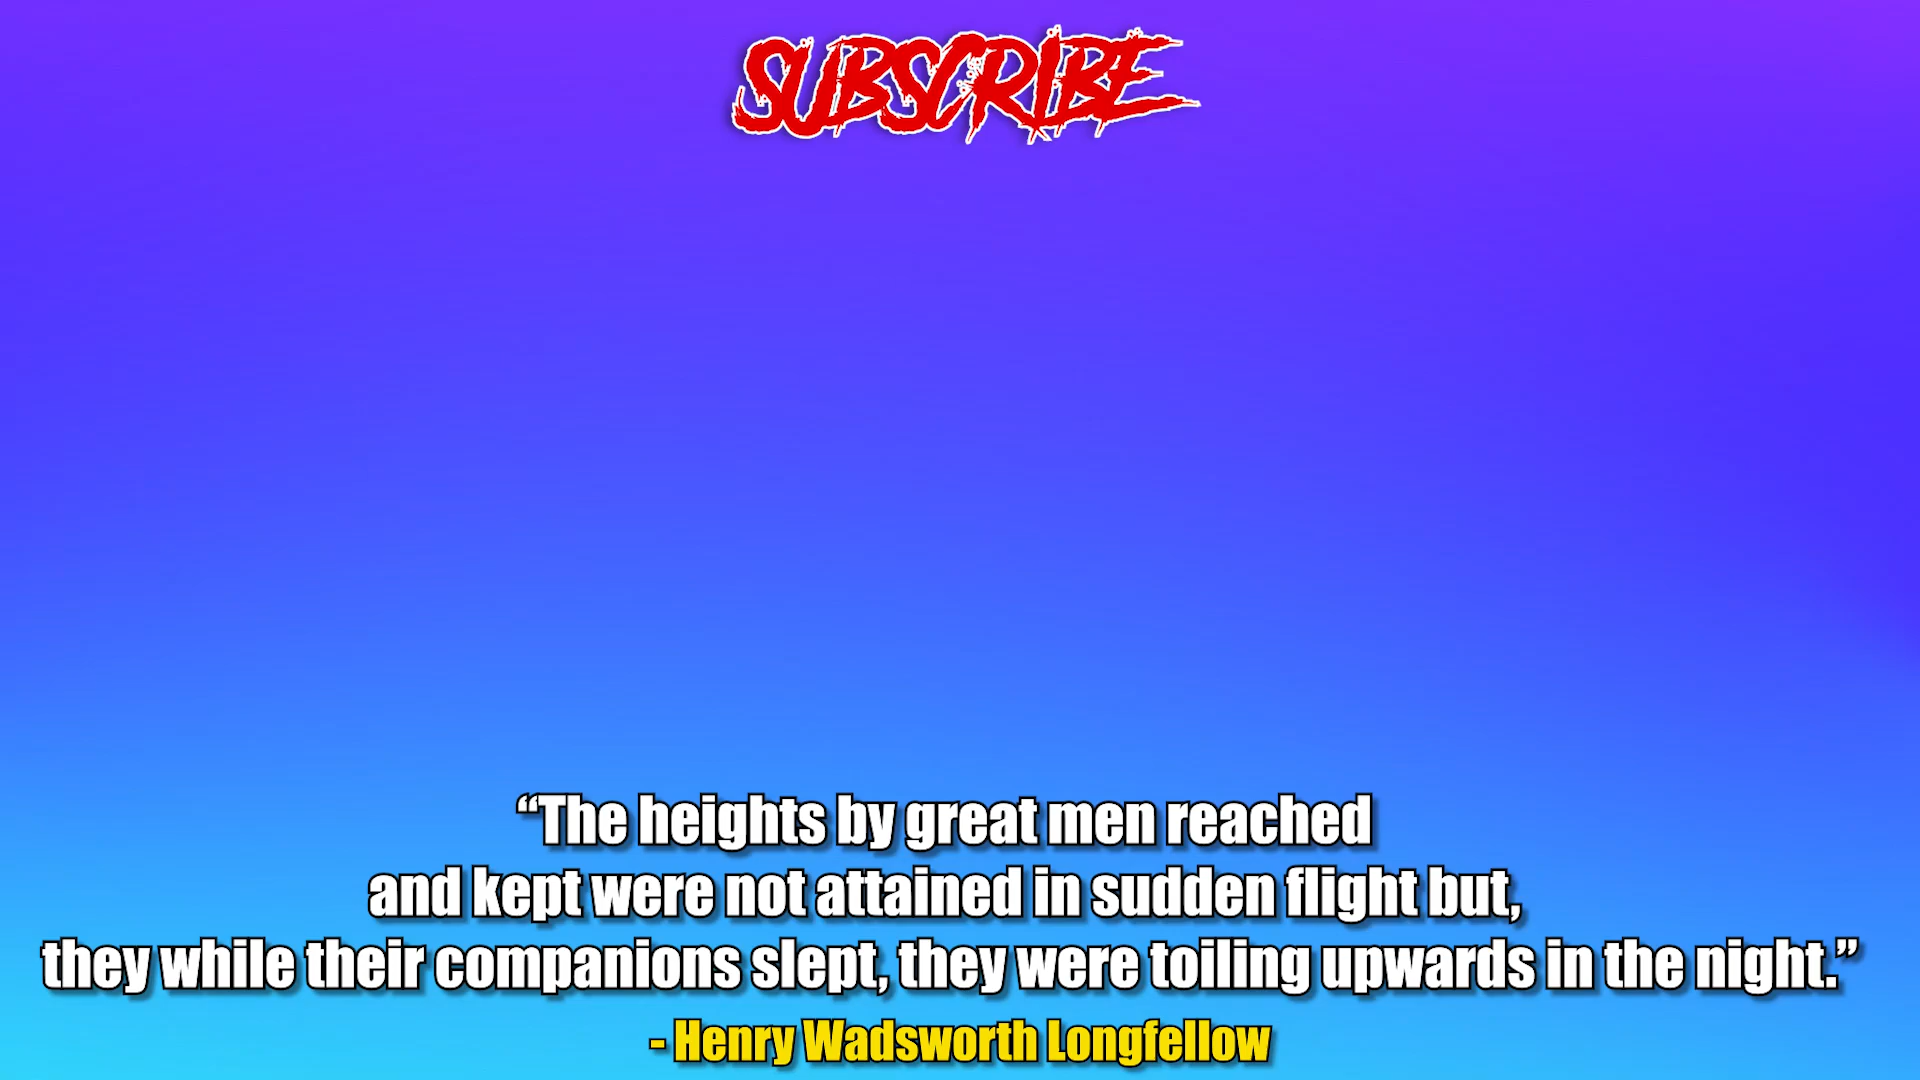 SUBSCRIBE
“The heights by great men reached
and kept were not attained in sudden flight but,
they while their companions slept, they were toiling upwards in the night.”
- Henry Wadsworth Longfellow